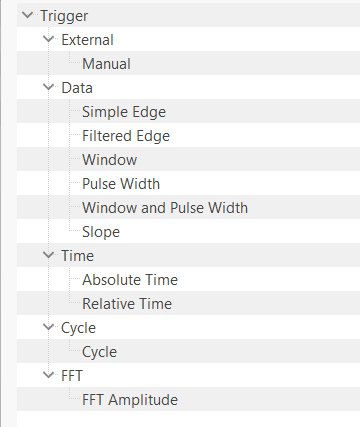 Trigger
External
Manual
Data
Simple Edge
Filtered Edge
Window
Pulse Width
Window and Pulse Width
Slope
Time
Absolute Time
Relative Time
Cycle
Cycle
FFT
FFT Amplitude